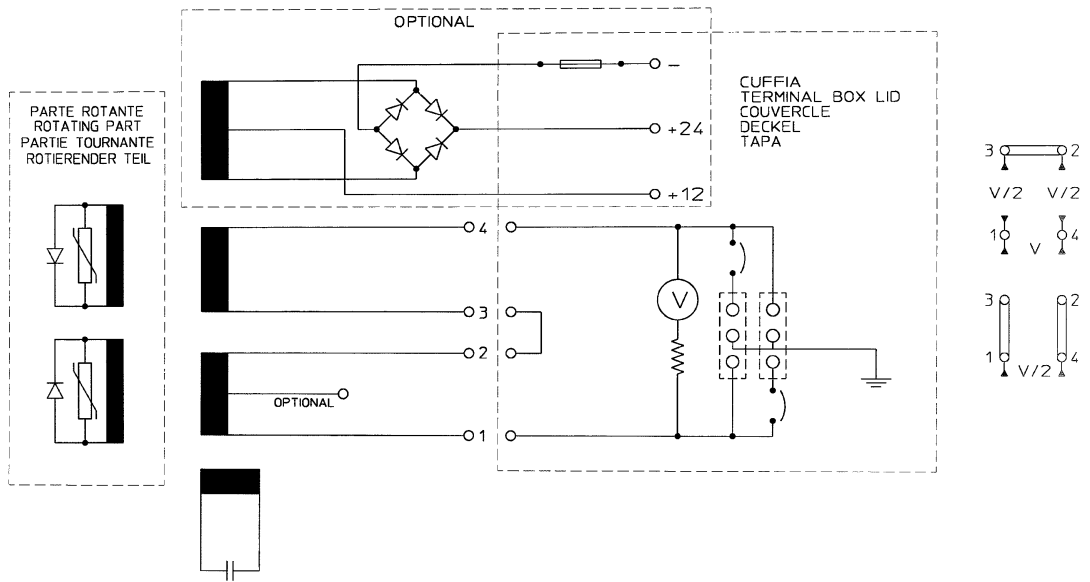 OPTIONAL
−
+24
+12
CUFFIA
TERMINAL BOX LID
COUVERCLE
DECKEL
TAPA
PARTE ROTANTE
ROTATING PART
PARTIE TOURNANTE
ROTIERENDER TEIL
4
3
2
OPTIONAL
1
V
3 2
V/2 V/2
1 4
V
3 2
1 4
V/2